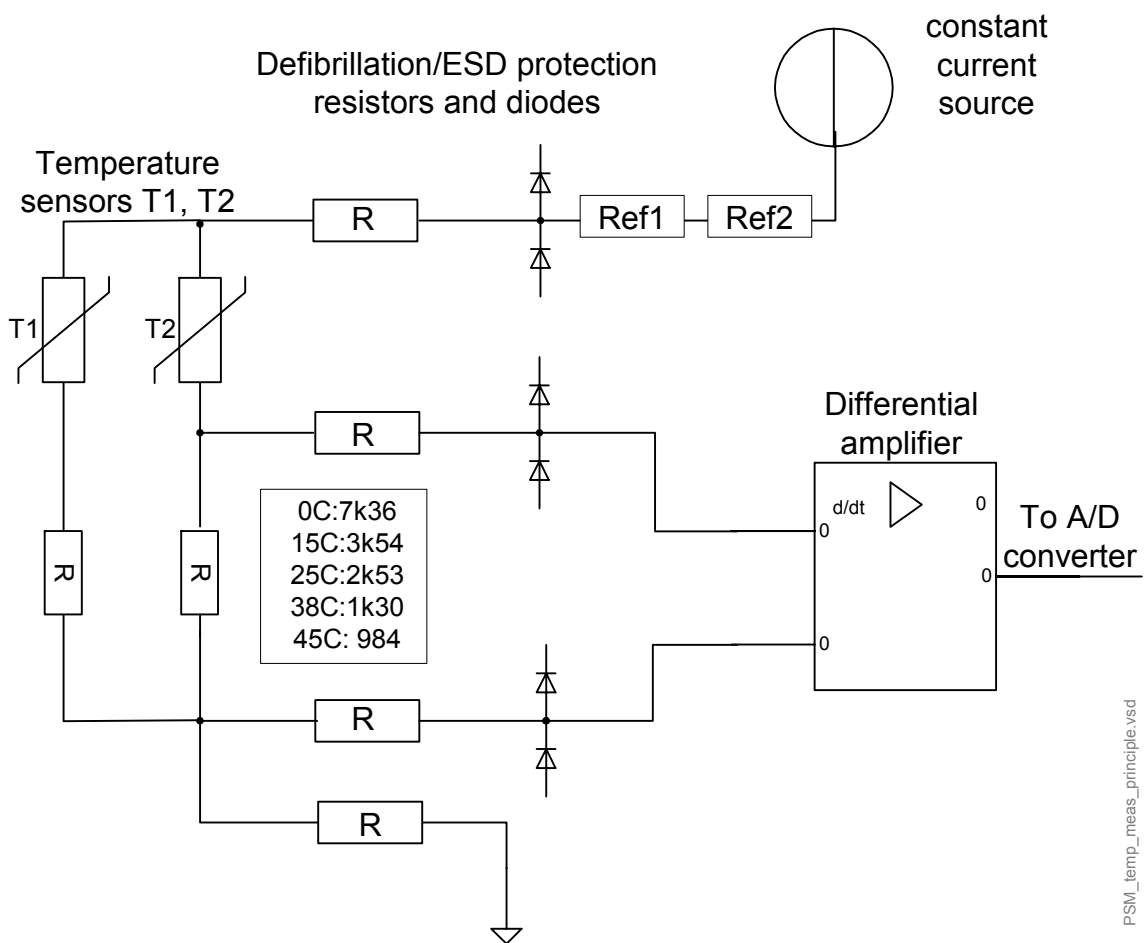 constant
current
source
Defibrillation/ESD protection
resistors and diodes
Temperature
sensors T1, T2
R
Ref1
Ref2
T1
T2
R
Differential
amplifier
0C:7k36
15C:3k54
25C:2k53
38C:1k30
45C: 984
d/dt
0
0
0
0
To A/D
converter
R
R
R
R
PSM_temp_meas_principle.vsd